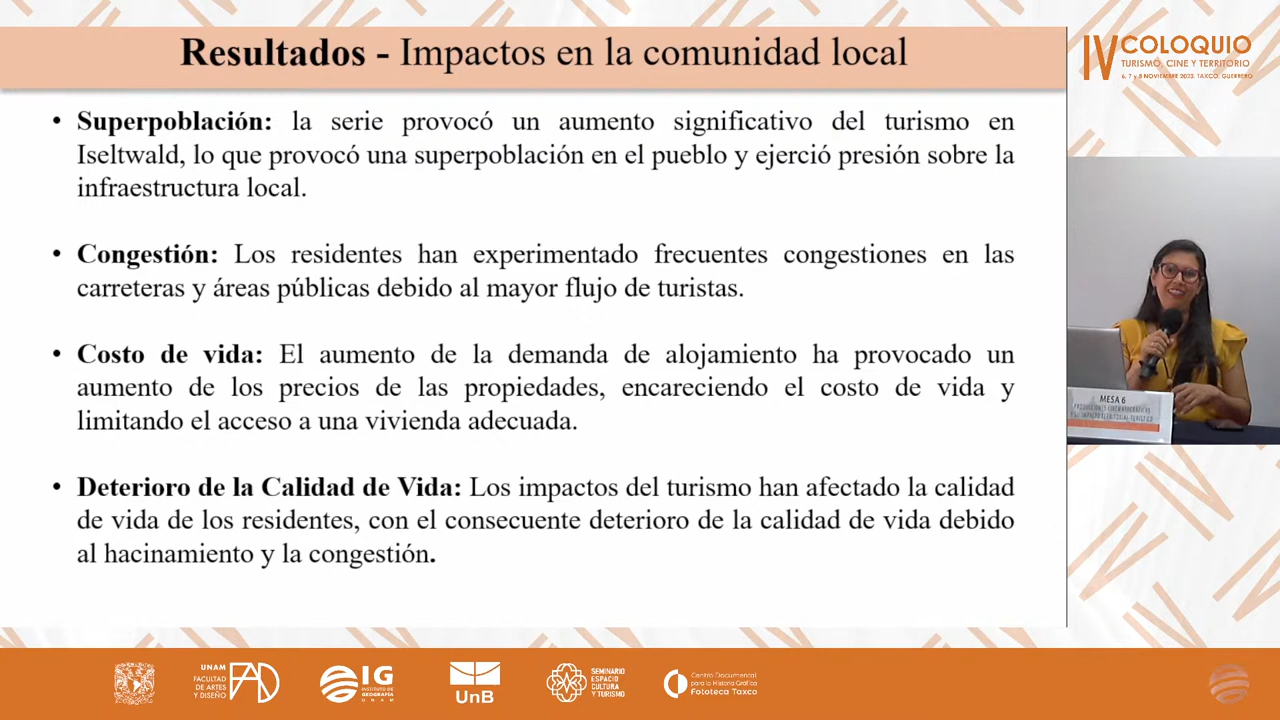 Resultados - Impactos en la comunidad local
• Superpoblación: la serie provocó un aumento significativo del turismo en
Iseltwald, lo que provocó una superpoblación en el pueblo y ejerció presión sobre la
infraestructura local.
• Congestión: Los residentes han experimentado frecuentes congestiones en las
carreteras y áreas públicas debido al mayor flujo de turistas.
• Costo de vida: El aumento de la demanda de alojamiento ha provocado un
aumento de los precios de las propiedades, encareciendo el costo de vida y
limitando el acceso a una vivienda adecuada.
• Deterioro de la Calidad de Vida: Los impactos del turismo han afectado la calidad
de vida de los residentes, con el consecuente deterioro de la calidad de vida debido
al hacinamiento y la congestión.
IV COLOQUIO
TURISMO, CINE Y TERRITORIO
6, 7 y 8 NOVIEMBRE 2023. TAXCO, GUERRERO
MESA 6
PRODUCCIONES CINEMATOGRÁFICAS
UNAM
FACULTAD
DE ARTES
Y DISEÑO
FAD
IG
INSTITUTO DE
GEOGRAFÍA
UNAM
UnB
SEMINARIO
ESPACIO
CULTURA
Y TURISMO
Centro Documental
para la Historia Gráfica
Fototeca Taxco